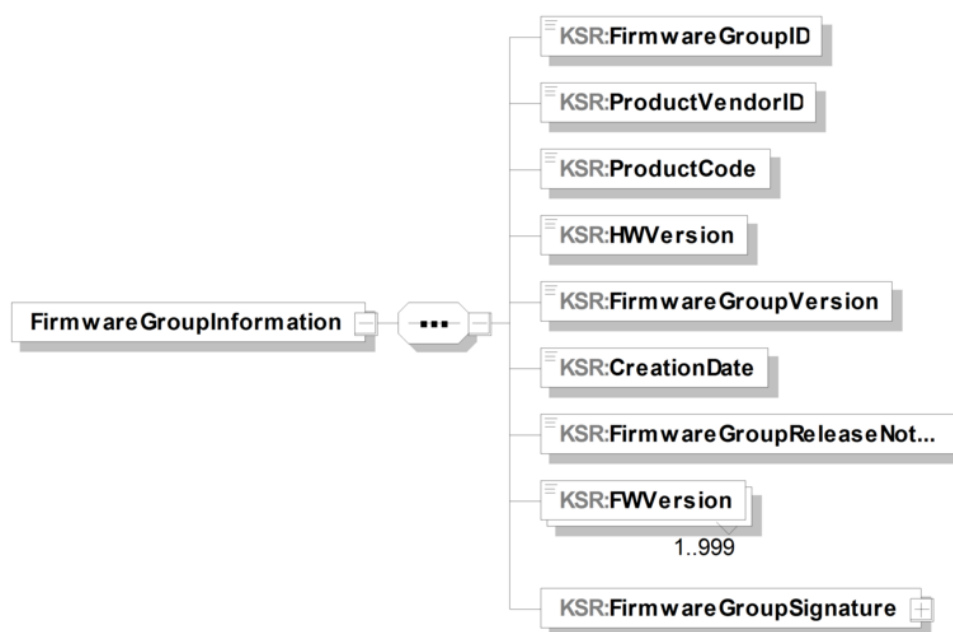 KSR:FirmwareGroupID
KSR:ProductVendorID
KSR:ProductCode
KSR:HWVersion
FirmwareGroupInformation
KSR:FirmwareGroupVersion
KSR:CreationDate
KSR:FirmwareGroupReleaseNot...
KSR:FWVersion
1..999
KSR:FirmwareGroupSignature